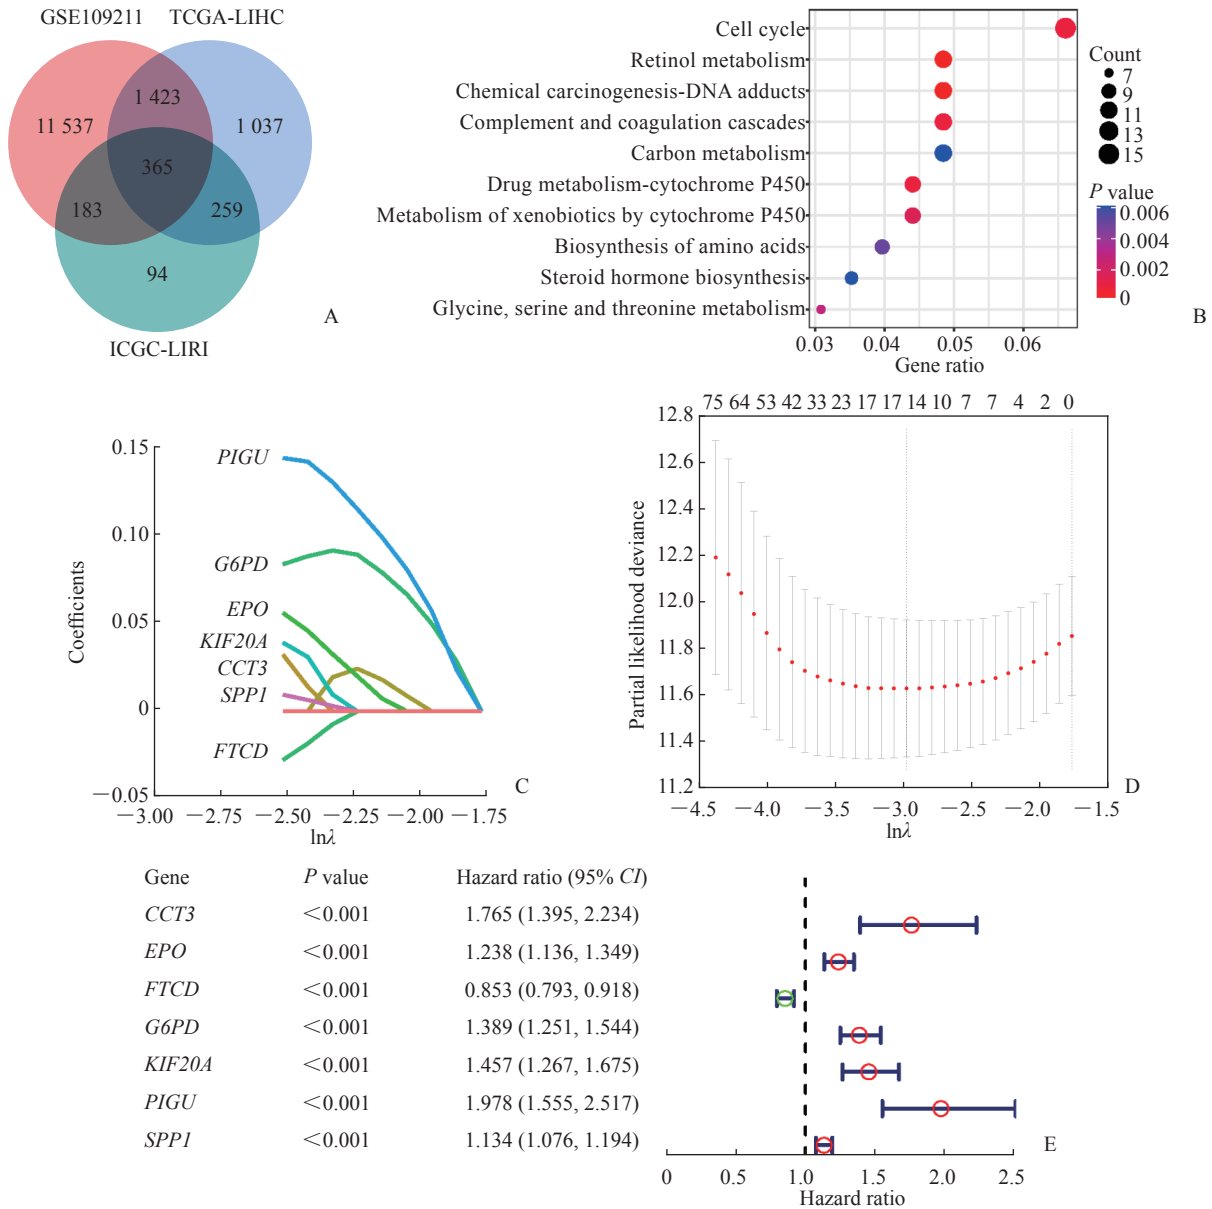 GSE109211 TCGA-LIHC
1 423
11 537 1 037
365
183 259
94
ICGC-LIRI
A
Cell cycle
Retinol metabolism
Chemical carcinogenesis-DNA adducts
Complement and coagulation cascades
Carbon metabolism
Drug metabolism-cytochrome P450
Metabolism of xenobiotics by cytochrome P450
Biosynthesis of amino acids
Steroid hormone biosynthesis
Glycine, serine and threonine metabolism
0.03 0.04 0.05 0.06
Gene ratio
Count
7
9
11
13
15
P value
0.006
0.004
0.002
0
B
0.15
0.10
0.05
0
−0.05
Coefficients
PIGU
G6PD
EPO
KIF20A
CCT3
SPP1
FTCD
−3.00 −2.50 −2.25 −2.00 −1.75
lnλ
C
75 64 53 42 33 23 17 17 14 10 7 7 4 2 0
12.8
12.6
12.4
12.2
12.0
11.8
11.6
11.4
11.2
Partial likelihood deviance
−4.5 −4.0 −3.5 −3.0 −2.5 −2.0 −1.5
lnλ
D
Gene P value Hazard ratio (95% CI)
CCT3 <0.001 1.765 (1.395, 2.234)
EPO <0.001 1.238 (1.136, 1.349)
FTCD <0.001 0.853 (0.793, 0.918)
G6PD <0.001 1.389 (1.251, 1.544)
KIF20A <0.001 1.457 (1.267, 1.675)
PIGU <0.001 1.978 (1.555, 2.517)
SPP1 <0.001 1.134 (1.076, 1.194)
0 0.5 1.0 1.5 2.0 2.5
Hazard ratio
E